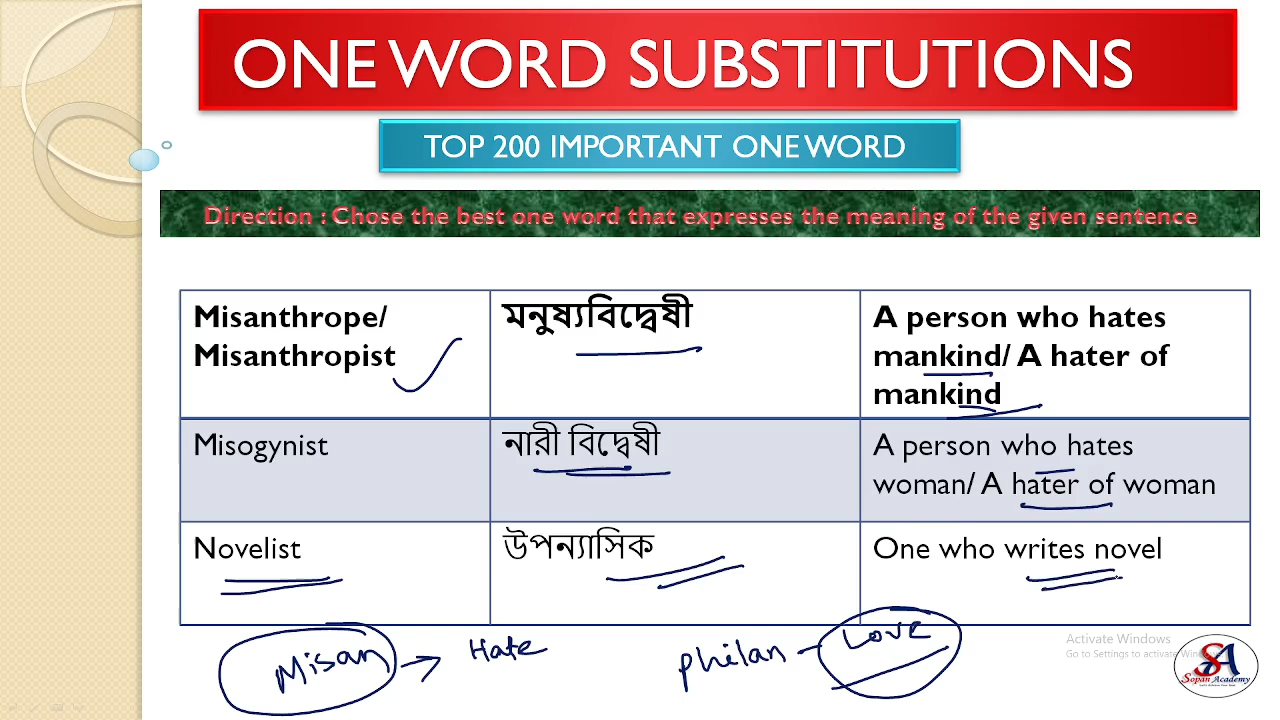 ONE WORD SUBSTITUTIONS
TOP 200 IMPORTANT ONE WORD
Direction : Chose the best one word that expresses the meaning of the given sentence
Misanthrope/
Misanthropist
মনুষ্যবিদ্বেষী
A person who hates
mankind/ A hater of
mankind
Misogynist
নারী বিদ্বেষী
A person who hates
woman/ A hater of woman
Novelist
উপন্যাসিক
One who writes novel
Misan → Hate
philan – Love
Activate Windows
Go to Settings to activate Win
SA
Sopan Academy